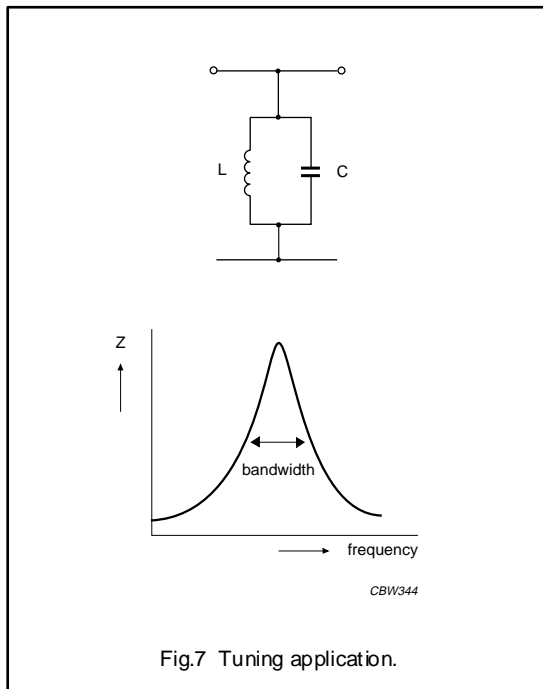 L
C
Z
bandwidth
frequency
CBW344
Fig.7 Tuning application.